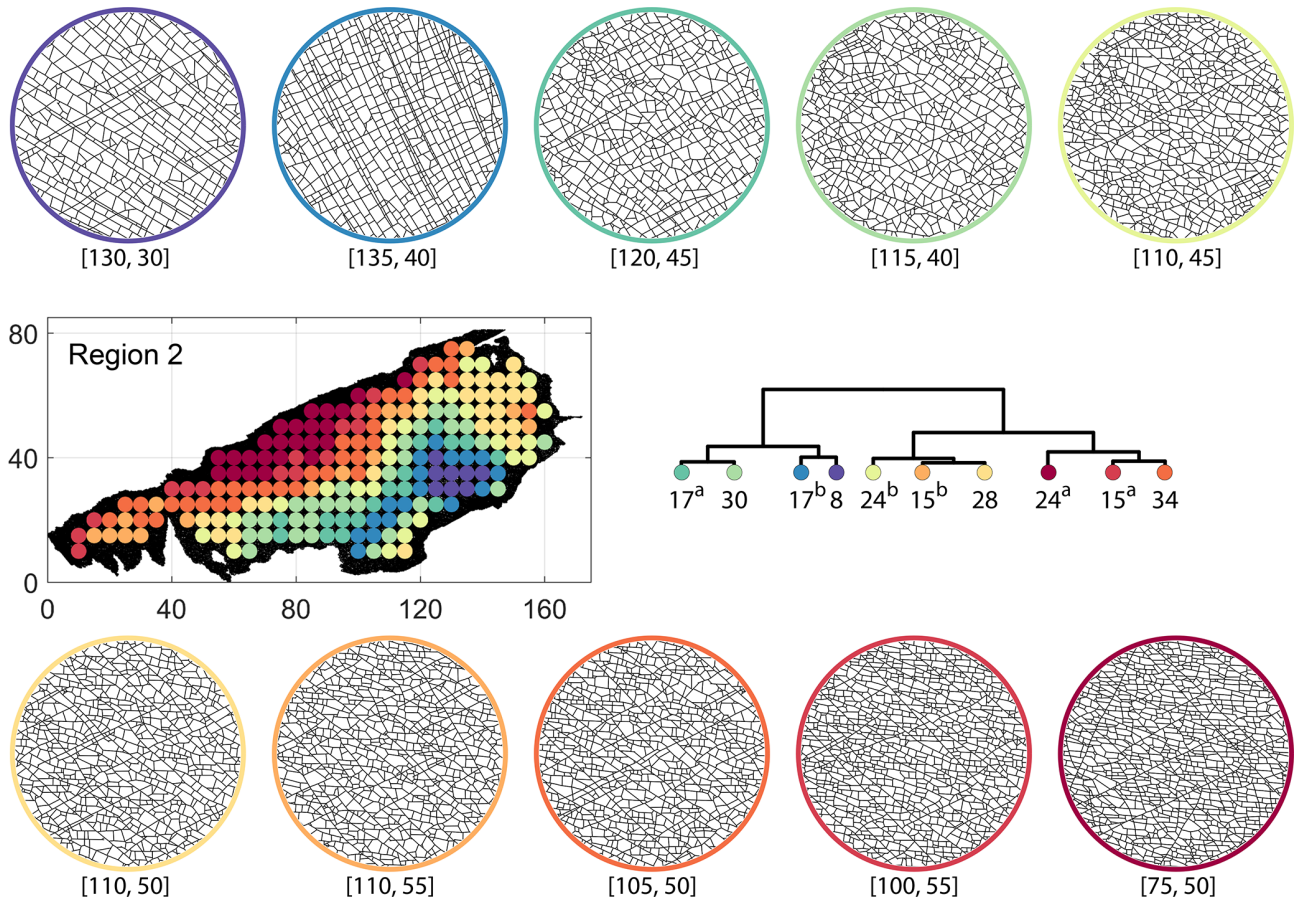 [130, 30] [135, 40] [120, 45] [115, 40] [110, 45]
80
Region 2
40
0
0 40 80 120 160
17a 30 17b 8 24b 15b 28 24a 15a 34
[110, 50] [110, 55] [105, 50] [100, 55] [75, 50]